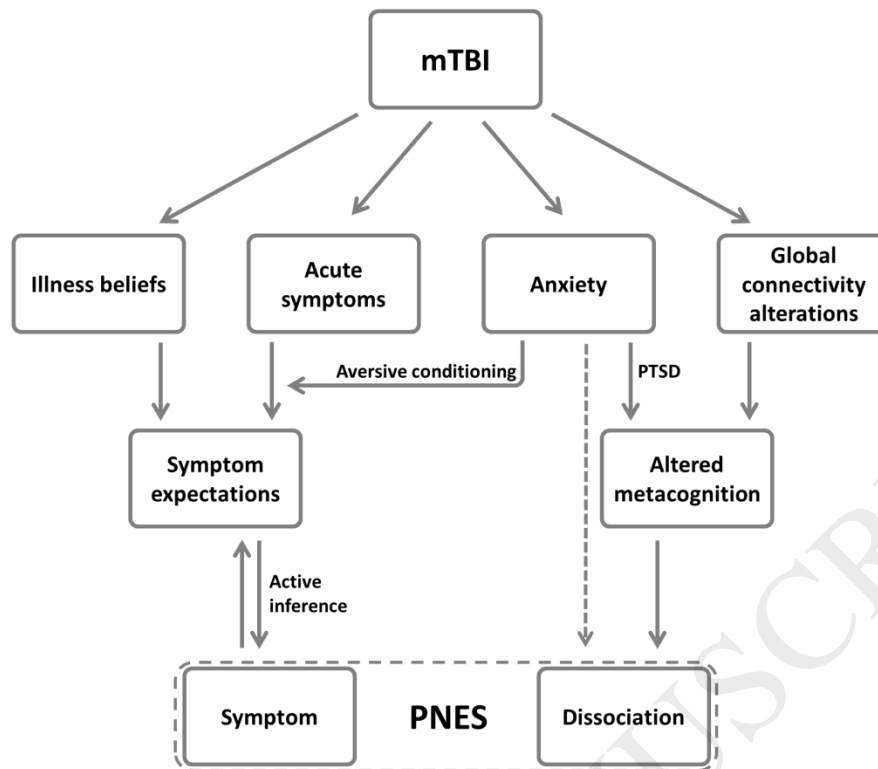 mTBI
Illness beliefs
Acute
symptoms
Anxiety
Global
connectivity
alterations
Aversive conditioning
PTSD
Symptom
expectations
Altered
metacognition
Active
inference
Symptom
PNES
Dissociation